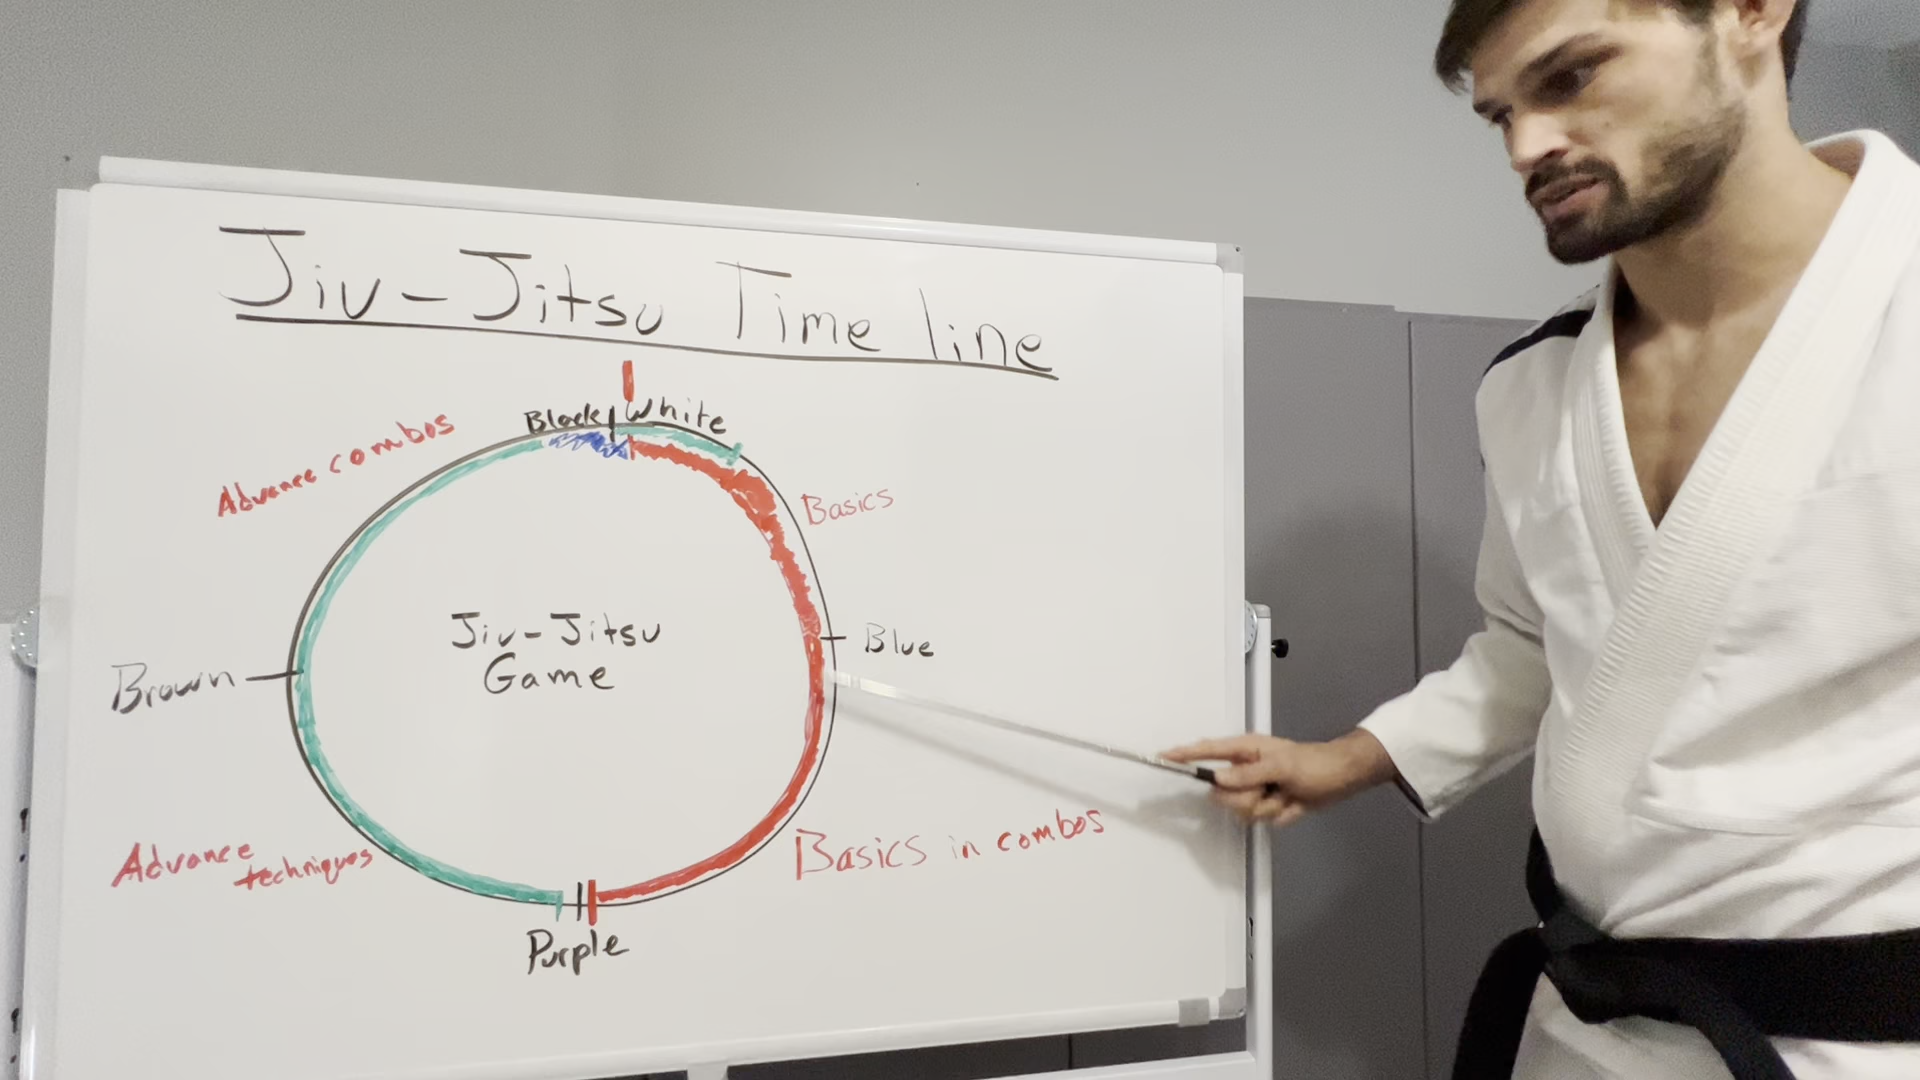 Jiu-Jitsu Time line
Black White
Advance combos
Basics
Jiu-Jitsu
Game
Blue
Brown
Basics in combos
Advance
techniques
Purple